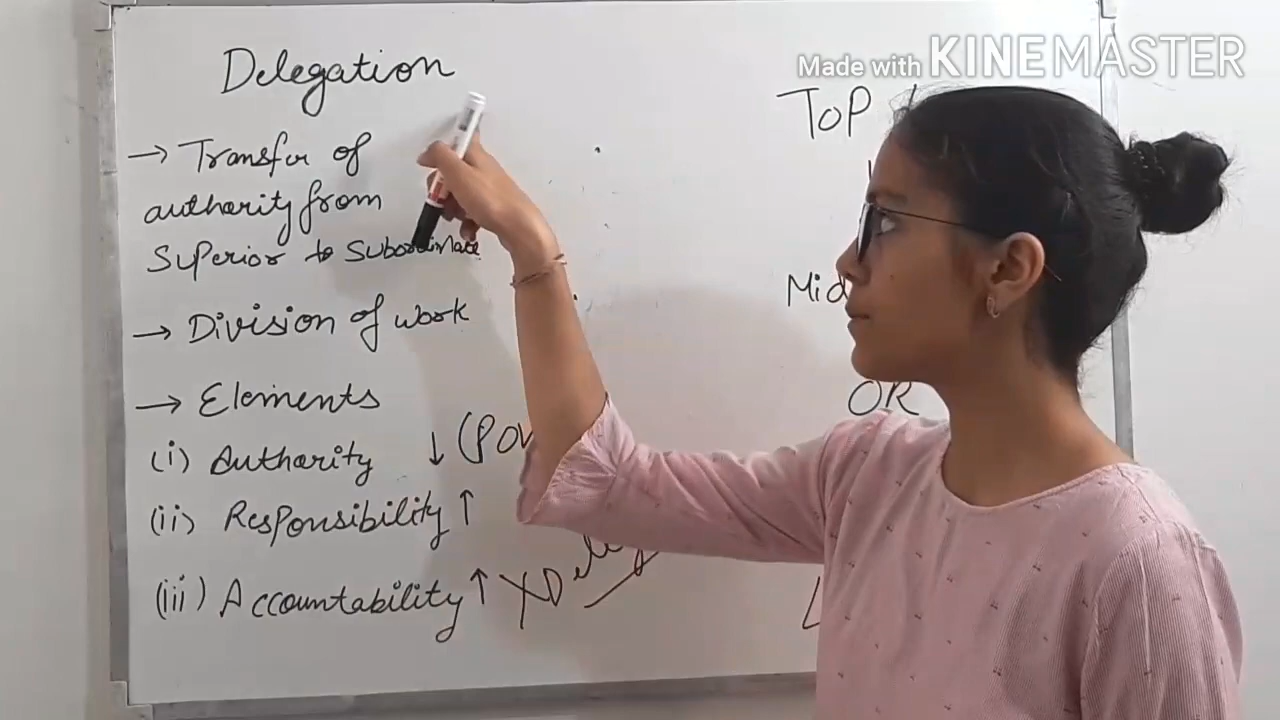 Made with KINEMASTER
Delegation
→ Transfer of
authority from
Superior to Subordinate
→ Division of work
→ Elements
(i) Authority ↓
(ii) Responsibility ↑
(iii) Accountability ↑ X
TOP
Mid
OR